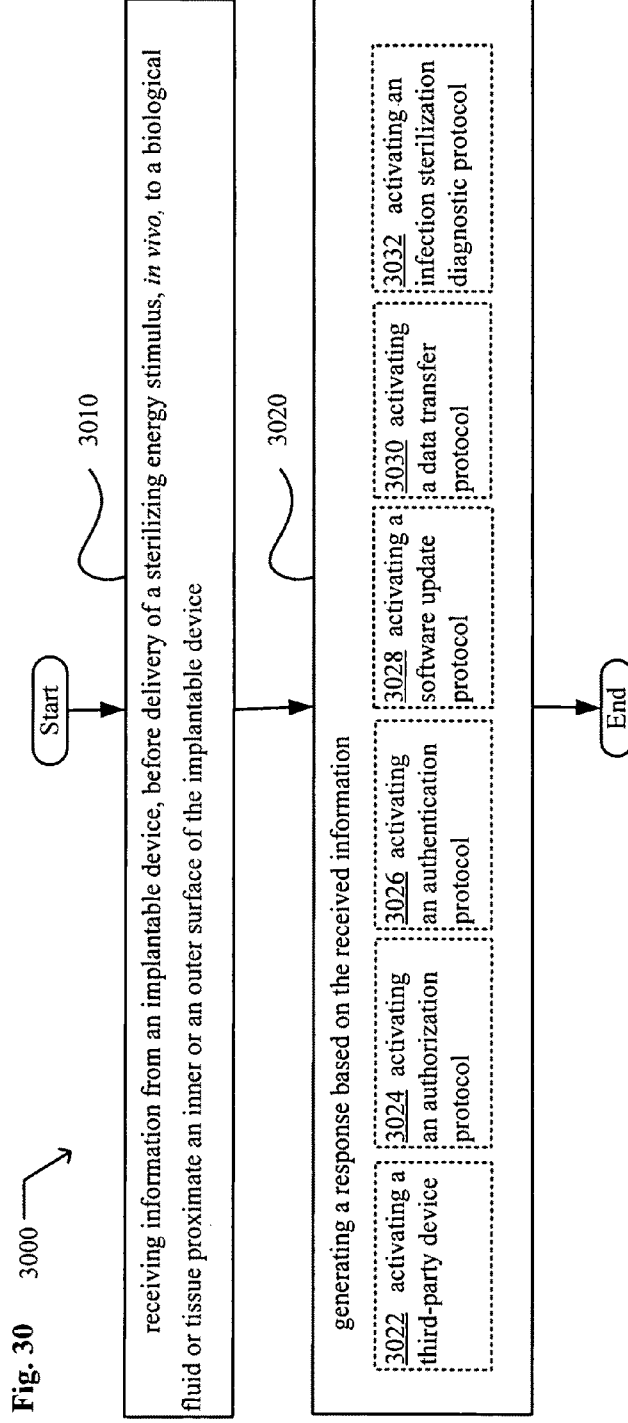 Fig. 30
3000
Start
3010
receiving information from an implantable device, before delivery of a sterilizing energy stimulus, in vivo, to a biological
fluid or tissue proximate an inner or an outer surface of the implantable device
3020
generating a response based on the received information
3022 activating a
third-party device
3024 activating
an authorization
protocol
3026 activating
an authentication
protocol
3028 activating a
software update
protocol
3030 activating
a data transfer
protocol
3032 activating an
infection sterilization
diagnostic protocol
End